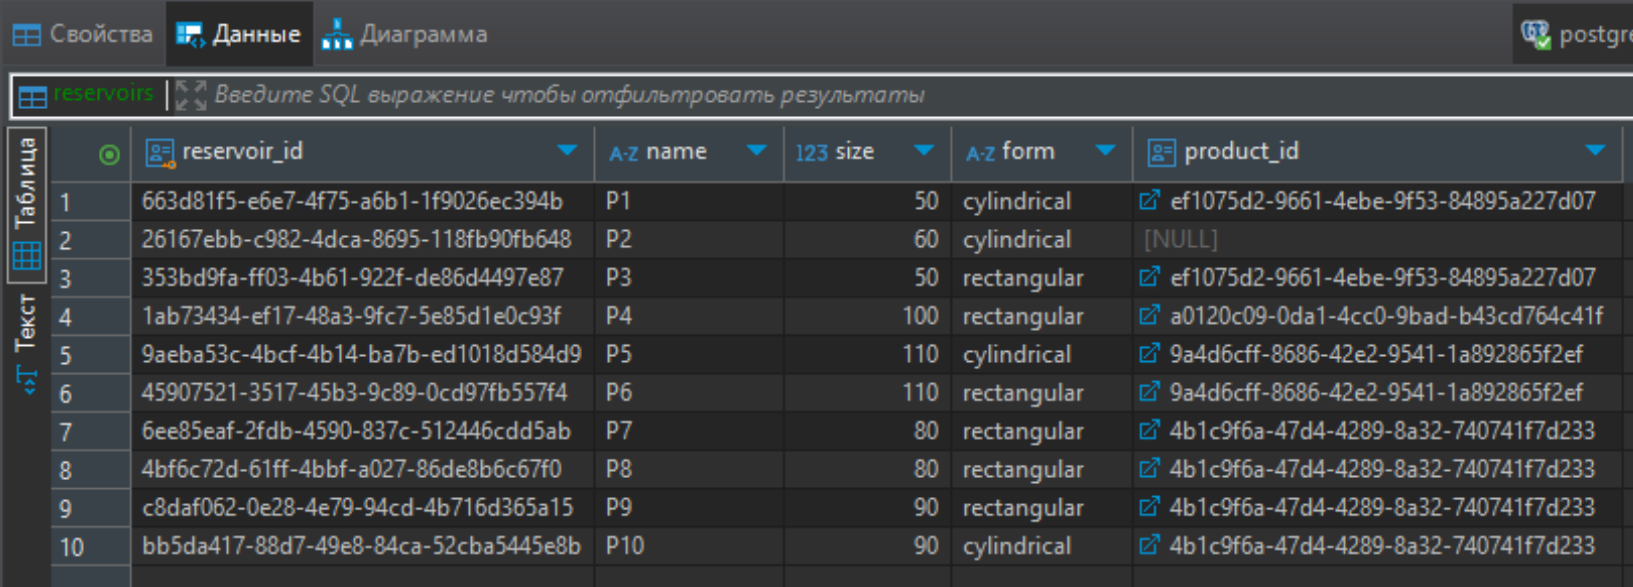 Свойства Данные Диаграмма postgre
reservoirs Введите SQL выражение чтобы отфильтровать результаты
Таблица
Текст
reservoir_id A-Z name 123 size A-Z form product_id
1 663d81f5-e6e7-4f75-a6b1-1f9026ec394b P1 50 cylindrical ef1075d2-9661-4ebe-9f53-84895a227d07
2 26167ebb-c982-4dca-8695-118fb90fb648 P2 60 cylindrical [NULL]
3 353bd9fa-ff03-4b61-922f-de86d4497e87 P3 50 rectangular ef1075d2-9661-4ebe-9f53-84895a227d07
4 1ab73434-ef17-48a3-9fc7-5e85d1e0c93f P4 100 rectangular a0120c09-0da1-4cc0-9bad-b43cd764c41f
5 9aeba53c-4bcf-4b14-ba7b-ed1018d584d9 P5 110 cylindrical 9a4d6cff-8686-42e2-9541-1a892865f2ef
6 45907521-3517-45b3-9c89-0cd97fb557f4 P6 110 rectangular 9a4d6cff-8686-42e2-9541-1a892865f2ef
7 6ee85eaf-2fdb-4590-837c-512446cdd5ab P7 80 rectangular 4b1c9f6a-47d4-4289-8a32-740741f7d233
8 4bf6c72d-61ff-4bbf-a027-86de8b6c67f0 P8 80 rectangular 4b1c9f6a-47d4-4289-8a32-740741f7d233
9 c8daf062-0e28-4e79-94cd-4b716d365a15 P9 90 rectangular 4b1c9f6a-47d4-4289-8a32-740741f7d233
10 bb5da417-88d7-49e8-84ca-52cba5445e8b P10 90 cylindrical 4b1c9f6a-47d4-4289-8a32-740741f7d233